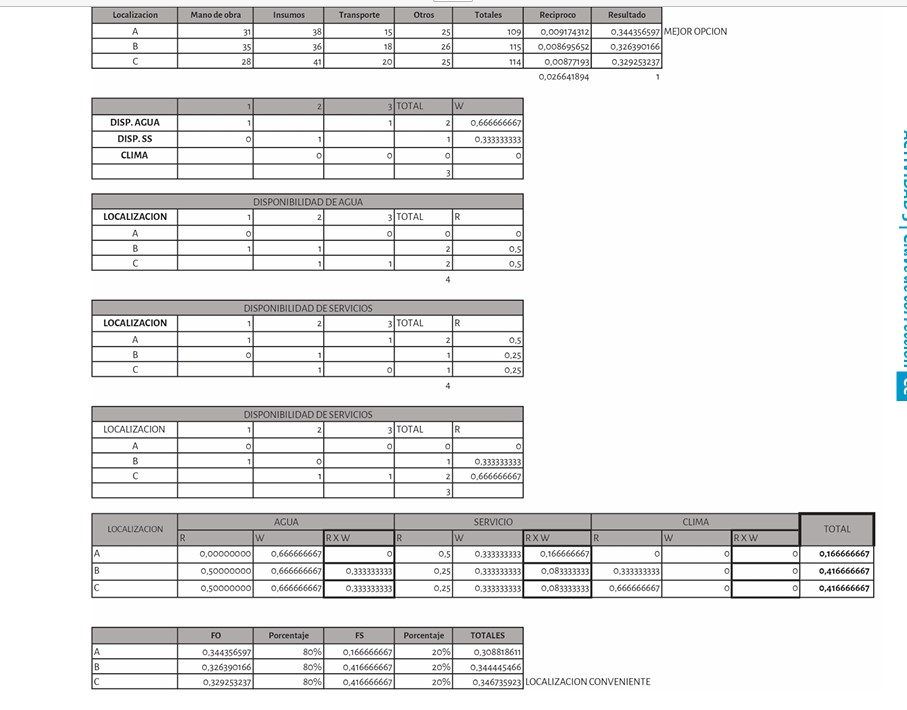 Localizacion Mano de obra Insumos Transporte Otros Totales Reciproco Resultado
A 31 38 15 25 109 0,009174312 0,344356597 MEJOR OPCION
B 35 36 18 26 115 0,008695652 0,326390166
C 28 41 20 25 114 0,00877193 0,329253237
0,026641894 1
1 2 3 TOTAL W
DISP. AGUA 1 1 2 0,666666667
DISP. SS 0 1 1 0,333333333
CLIMA 0 0 0 0
3
DISPONIBILIDAD DE AGUA
LOCALIZACION 1 2 3 TOTAL R
A 0 0 0 0
B 1 1 2 0,5
C 1 1 2 0,5
4
DISPONIBILIDAD DE SERVICIOS
LOCALIZACION 1 2 3 TOTAL R
A 1 1 2 0,5
B 0 1 1 0,25
C 1 0 1 0,25
4
DISPONIBILIDAD DE SERVICIOS
LOCALIZACION 1 2 3 TOTAL R
A 0 0 0 0
B 1 0 1 0,333333333
C 1 1 2 0,666666667
3
LOCALIZACION AGUA SERVICIO CLIMA TOTAL
R W R X W R W R X W R W R X W
A 0,00000000 0,666666667 0 0,5 0,333333333 0,166666667 0 0 0 0,166666667
B 0,50000000 0,666666667 0,333333333 0,25 0,333333333 0,083333333 0,333333333 0 0 0,416666667
C 0,50000000 0,666666667 0,333333333 0,25 0,333333333 0,083333333 0,666666667 0 0 0,416666667
FO Porcentaje FS Porcentaje TOTALES
A 0,344356597 80% 0,166666667 20% 0,308818611
B 0,326390166 80% 0,416666667 20% 0,344445466
C 0,329253237 80% 0,416666667 20% 0,346735923 LOCALIZACION CONVENIENTE